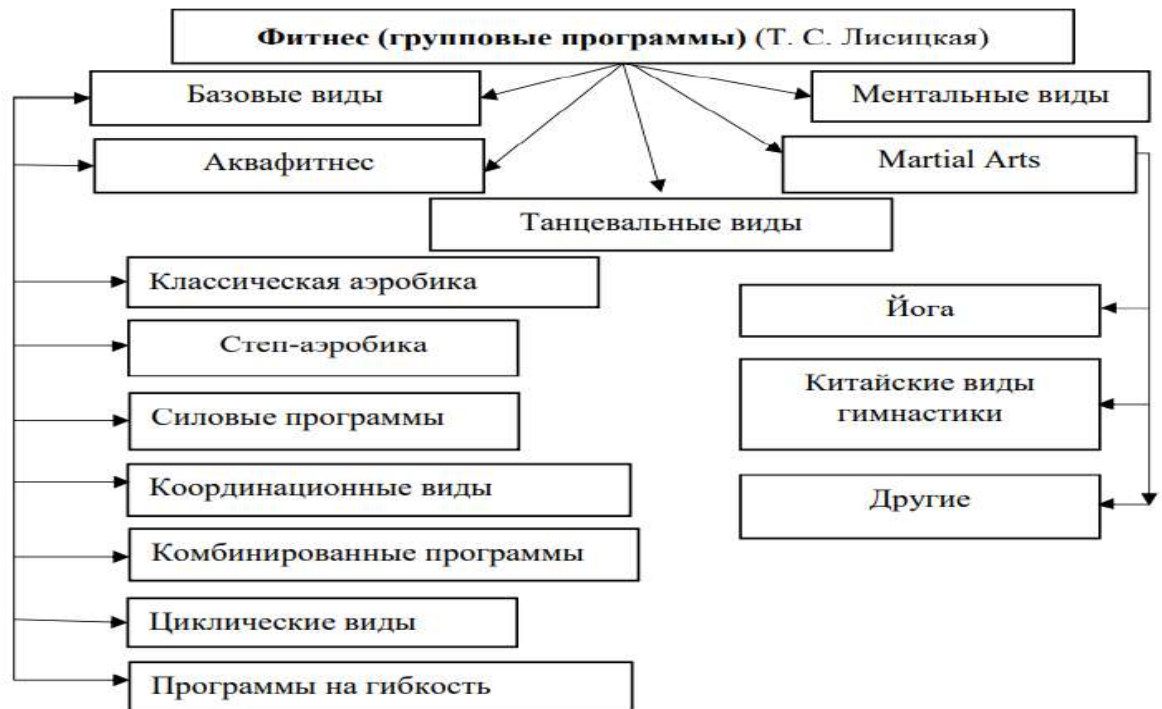 Фитнес (групповые программы) (Т. С. Лисицкая)
Базовые виды
Ментальные виды
Аквафитнес
Martial Arts
Танцевальные виды
Классическая аэробика
Йога
Степ-аэробика
Китайские виды
гимнастики
Силовые программы
Координационные виды
Другие
Комбинированные программы
Циклические виды
Программы на гибкость